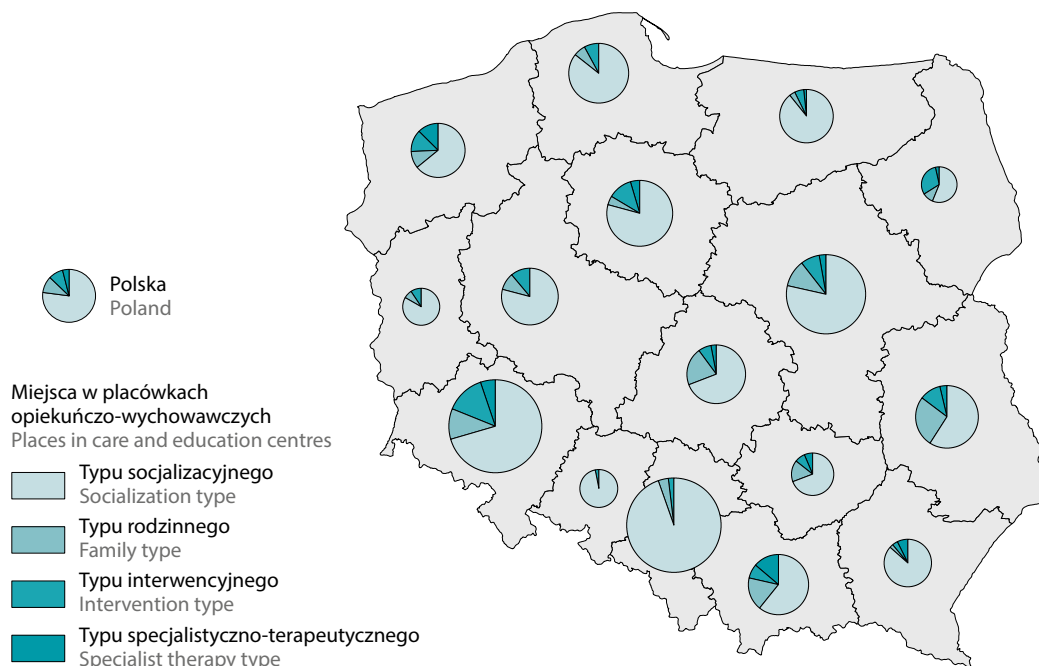 Polska
Poland
Miejsca w placówkach
opiekuńczo-wychowawczych
Places in care and education centres
Typu socjalizacyjnego
Socialization type
Typu rodzinnego
Family type
Typu interwencyjnego
Intervention type
Typu specjalistyczno-terapeutycznego
Specialist therapy type